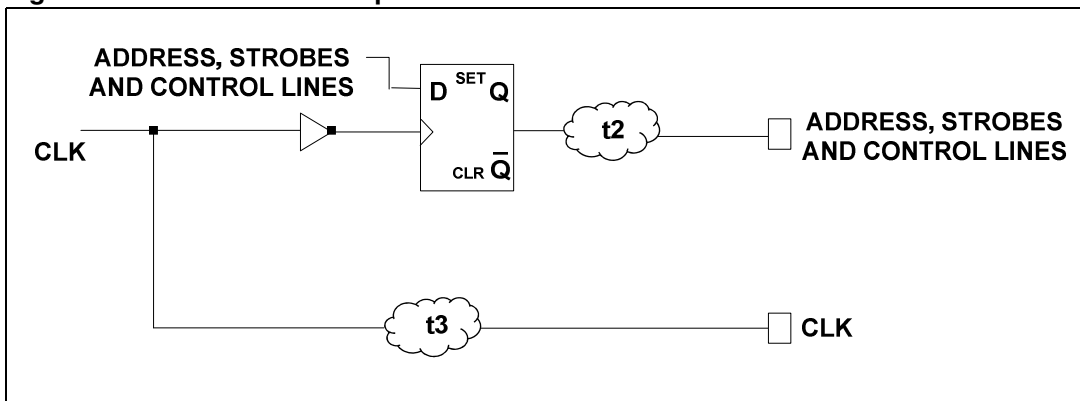 ADDRESS, STROBES
AND CONTROL LINES
D SET Q
CLK
t2
ADDRESS, STROBES
AND CONTROL LINES
CLR Q̅
t3
CLK